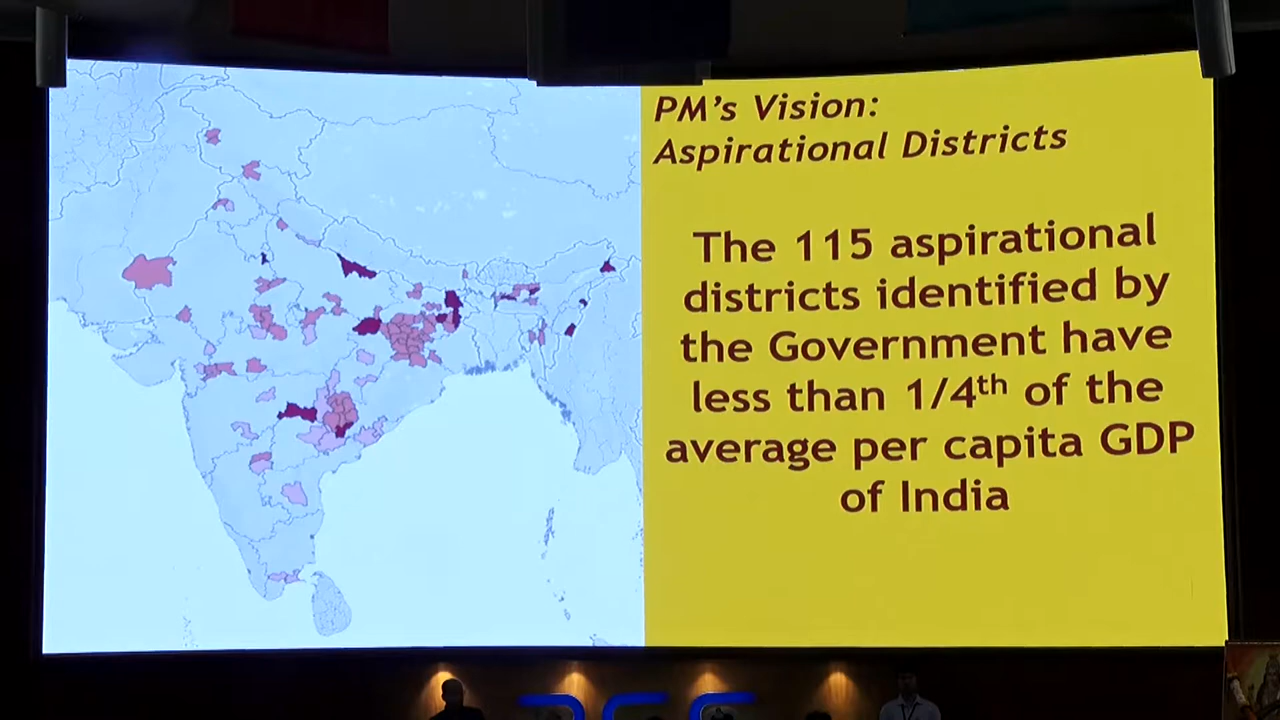 PM's Vision:
Aspirational Districts
The 115 aspirational
districts identified by
the Government have
less than 1/4th of the
average per capita GDP
of India